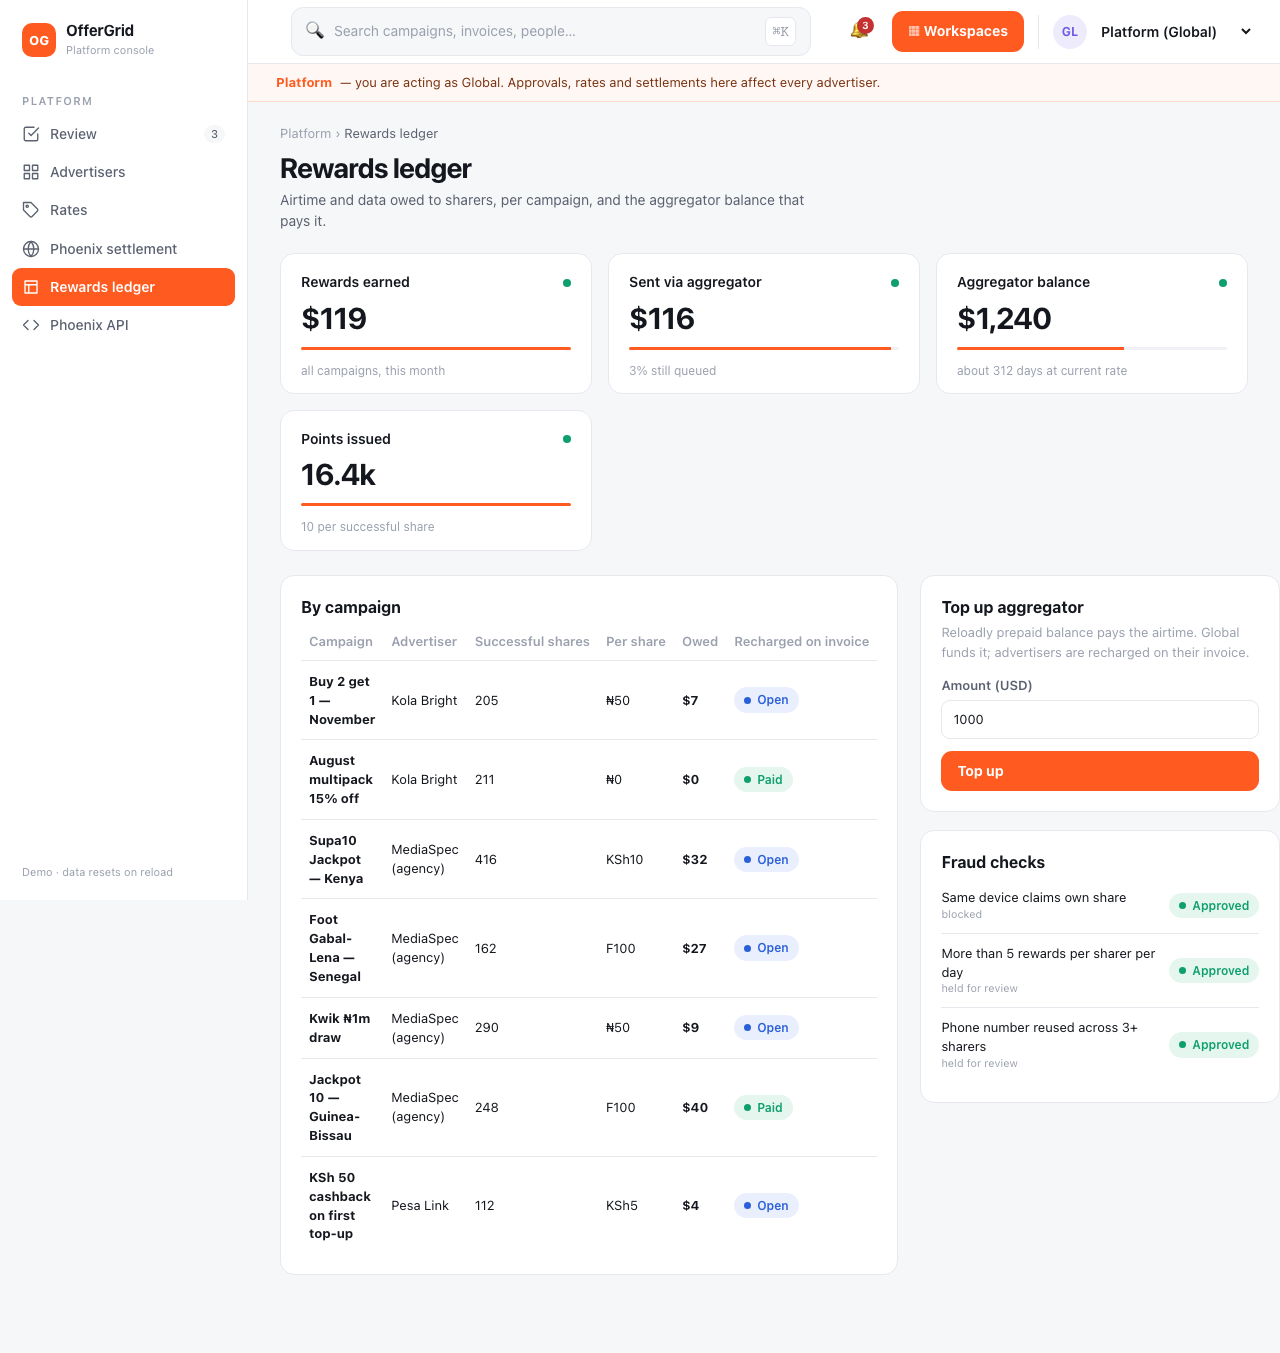 OG
OfferGrid
Platform console
Search campaigns, invoices, people...
⌘K
3
Workspaces
GL
Platform (Global)
Platform — you are acting as Global. Approvals, rates and settlements here affect every advertiser.
PLATFORM
Review 3
Advertisers
Rates
Phoenix settlement
Rewards ledger
Phoenix API
Demo · data resets on reload
Platform › Rewards ledger
Rewards ledger
Airtime and data owed to sharers, per campaign, and the aggregator balance that
pays it.
Rewards earned
$119
all campaigns, this month
Sent via aggregator
$116
3% still queued
Aggregator balance
$1,240
about 312 days at current rate
Points issued
16.4k
10 per successful share
By campaign
Campaign Advertiser Successful shares Per share Owed Recharged on invoice
Buy 2 get
1 —
November
Kola Bright 205 ₦50 $7 Open
August
multipack
15% off
Kola Bright 211 ₦0 $0 Paid
Supa10
Jackpot
— Kenya
MediaSpec
(agency)
416 KSh10 $32 Open
Foot
Gabal-
Lena —
Senegal
MediaSpec
(agency)
162 F100 $27 Open
Kwik ₦1m
draw
MediaSpec
(agency)
290 ₦50 $9 Open
Jackpot
10 —
Guinea-
Bissau
MediaSpec
(agency)
248 F100 $40 Paid
KSh 50
cashback
on first
top-up
Pesa Link 112 KSh5 $4 Open
Top up aggregator
Reloadly prepaid balance pays the airtime. Global
funds it; advertisers are recharged on their invoice.
Amount (USD)
1000
Top up
Fraud checks
Same device claims own share
blocked
Approved
More than 5 rewards per sharer per
day
held for review
Approved
Phone number reused across 3+
sharers
held for review
Approved